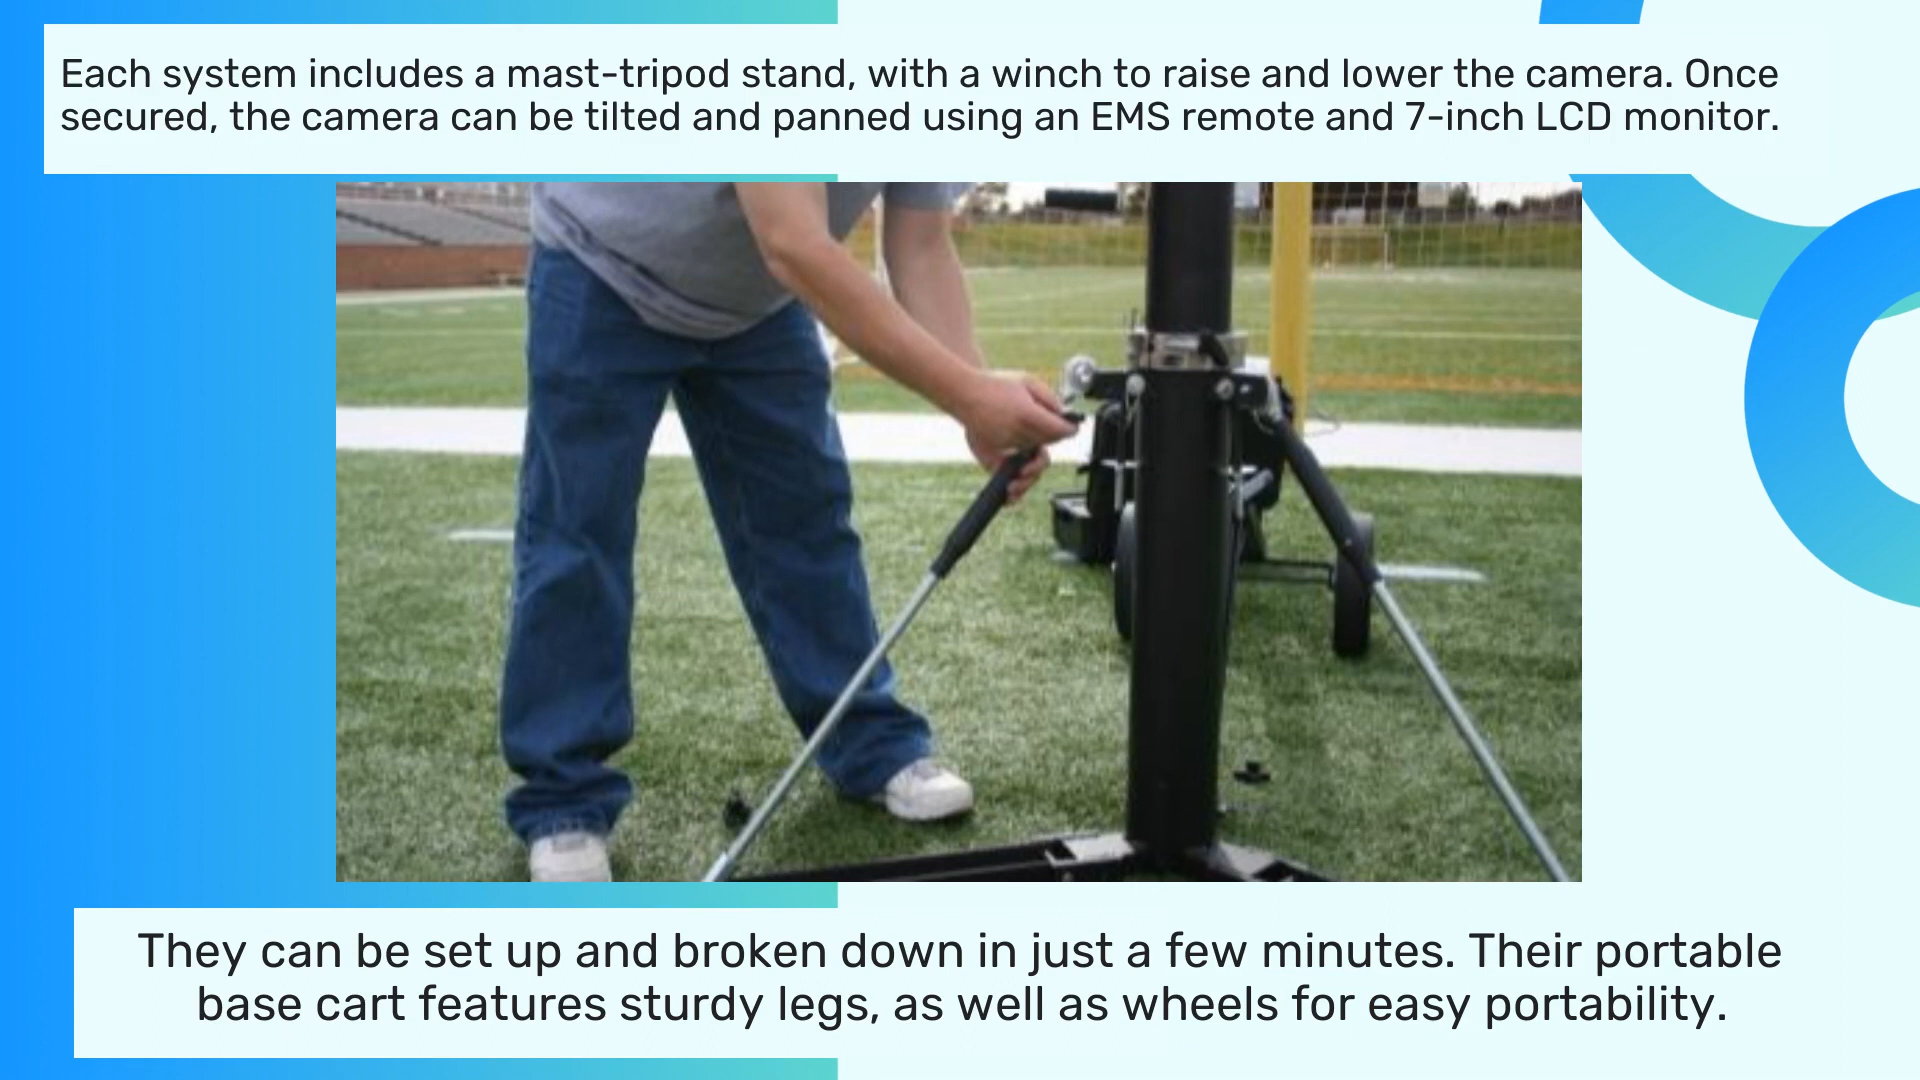 Each system includes a mast-tripod stand, with a winch to raise and lower the camera. Once
secured, the camera can be tilted and panned using an EMS remote and 7-inch LCD monitor.
They can be set up and broken down in just a few minutes. Their portable
base cart features sturdy legs, as well as wheels for easy portability.